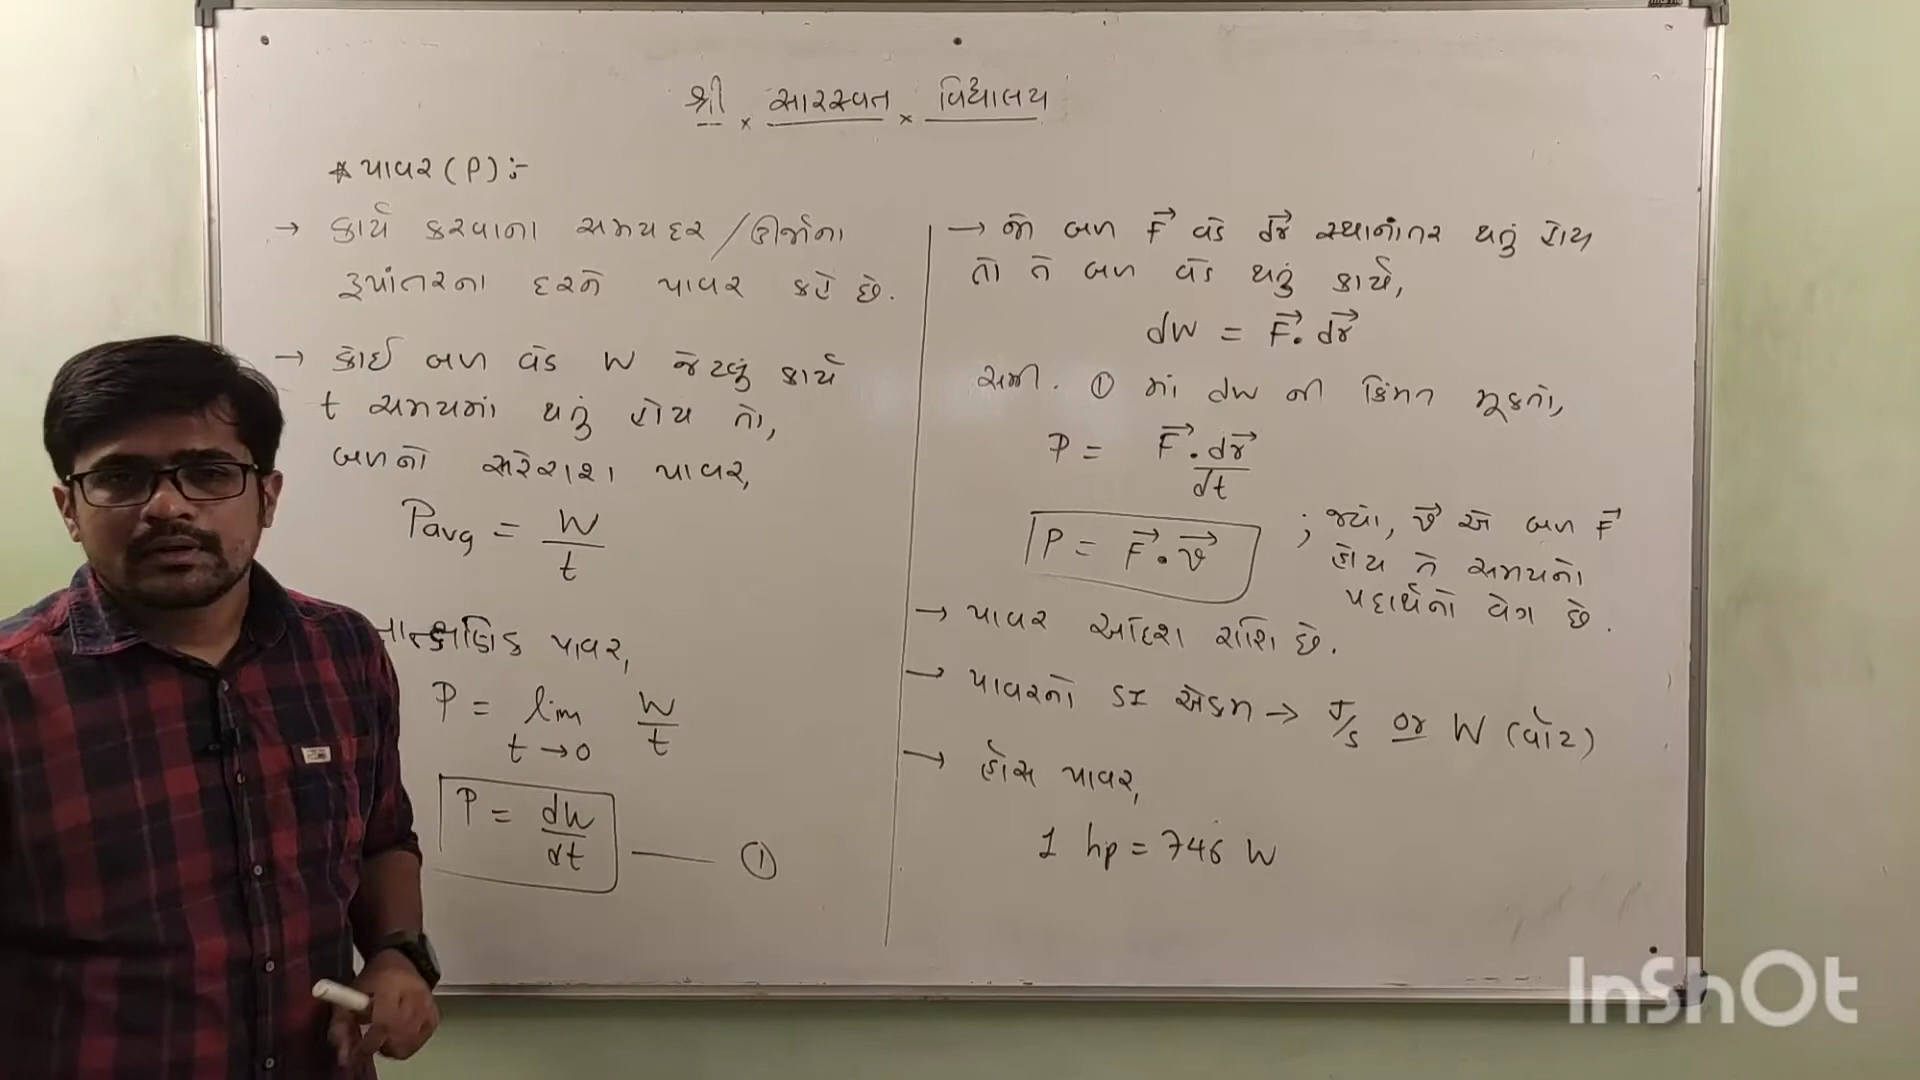 શ્રી × સારસ્વત × વિદ્યાલય
* પાવર (P) :-
→ કાર્ય કરવાના સમય દર / ઊર્જાના
રૂપાંતરના દરને પાવર કહે છે.
→ કોઈ બળ વડે W જેટલું કાર્ય
t સમયમાં થતું હોય તો,
બળનો સરેરાશ પાવર,
Pavg = W/t
તાત્ક્ષણિક પાવર,
P = lim t→0 W/t
P = dW/dt —— ①
→ જો બળ F⃗ વડે dr⃗ સ્થાનાંતર થતું હોય
તો તે બળ વડે થતું કાર્ય,
dW = F⃗ · dr⃗
સમી. ① માં dW ની કિંમત મૂકતાં,
P = F⃗ · dr⃗/dt
P = F⃗ · v⃗ ; જ્યાં, v⃗ એ બળ F⃗
હોય તે સમયનો
પદાર્થનો વેગ છે.
→ પાવર અદિશ રાશિ છે.
→ પાવરનો SI એકમ → J/s or W (વૉટ)
→ હોર્સ પાવર,
1 hp = 746 W
InShOt